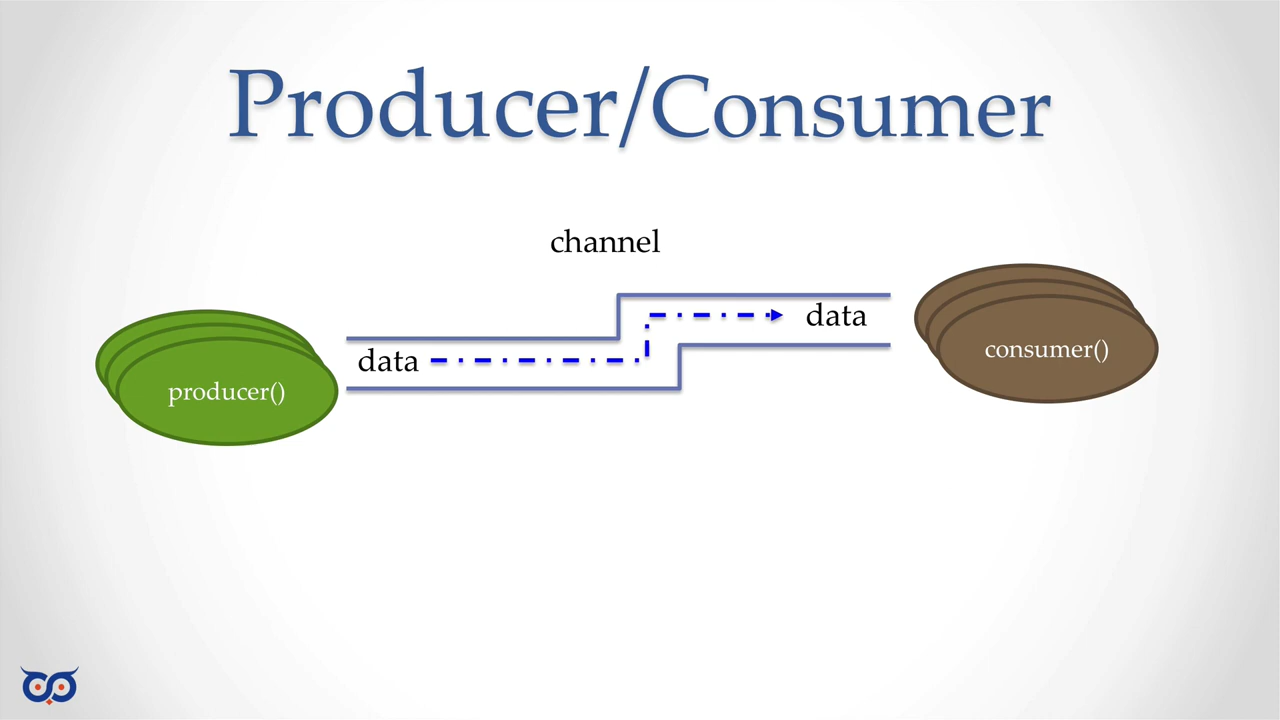 Producer/Consumer
channel
data
data
producer()
consumer()